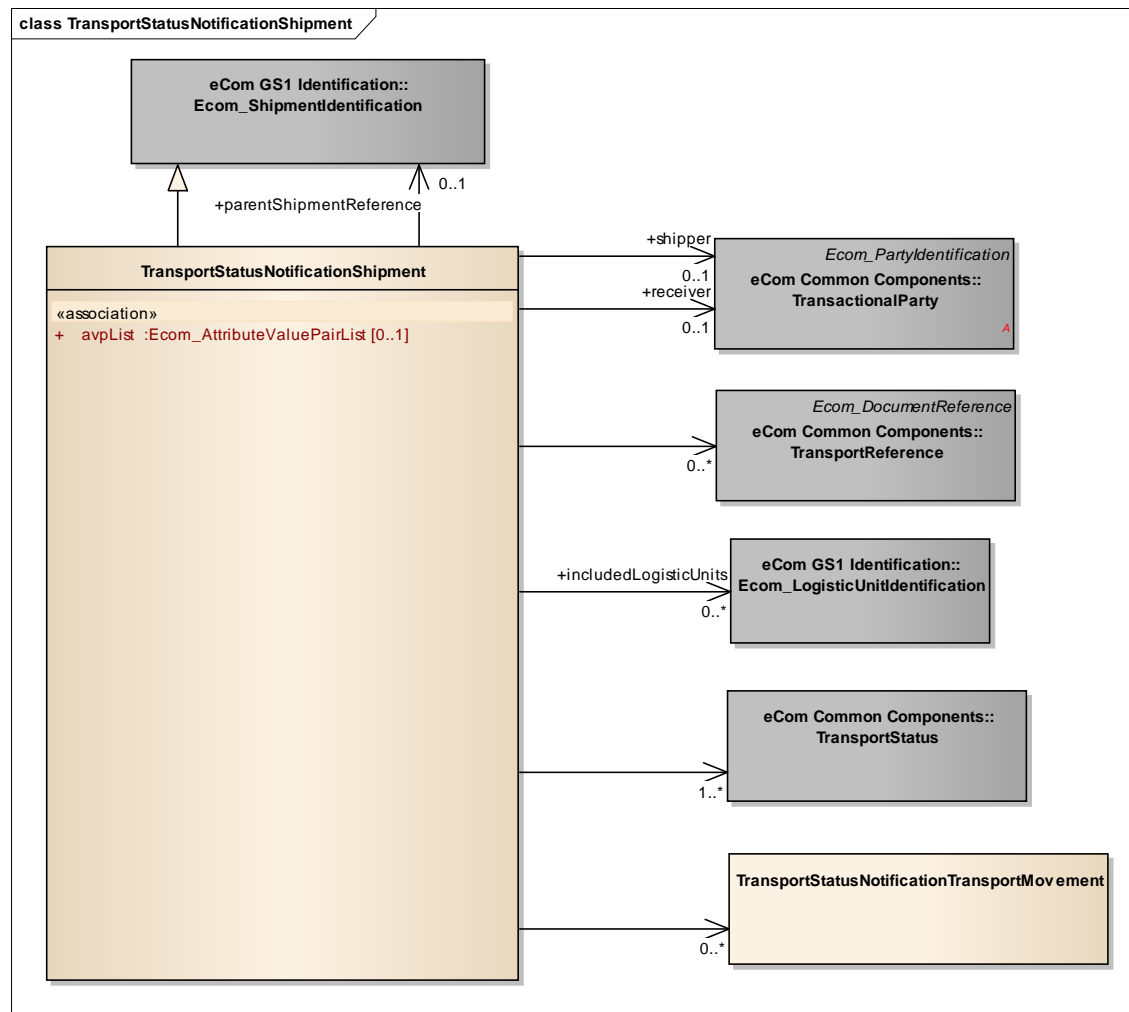 class TransportStatusNotificationShipment
eCom GS1 Identification::
Ecom_ShipmentIdentification
0..1
+parentShipmentReference
TransportStatusNotificationShipment
«association»
+ avpList :Ecom_AttributeValuePairList [0..1]
+shipper
0..1
+receiver
0..1
Ecom_PartyIdentification
eCom Common Components::
TransactionalParty
A
Ecom_DocumentReference
eCom Common Components::
TransportReference
0..*
+includedLogisticUnits
0..*
eCom GS1 Identification::
Ecom_LogisticUnitIdentification
eCom Common Components::
TransportStatus
1..*
TransportStatusNotificationTransportMovement
0..*